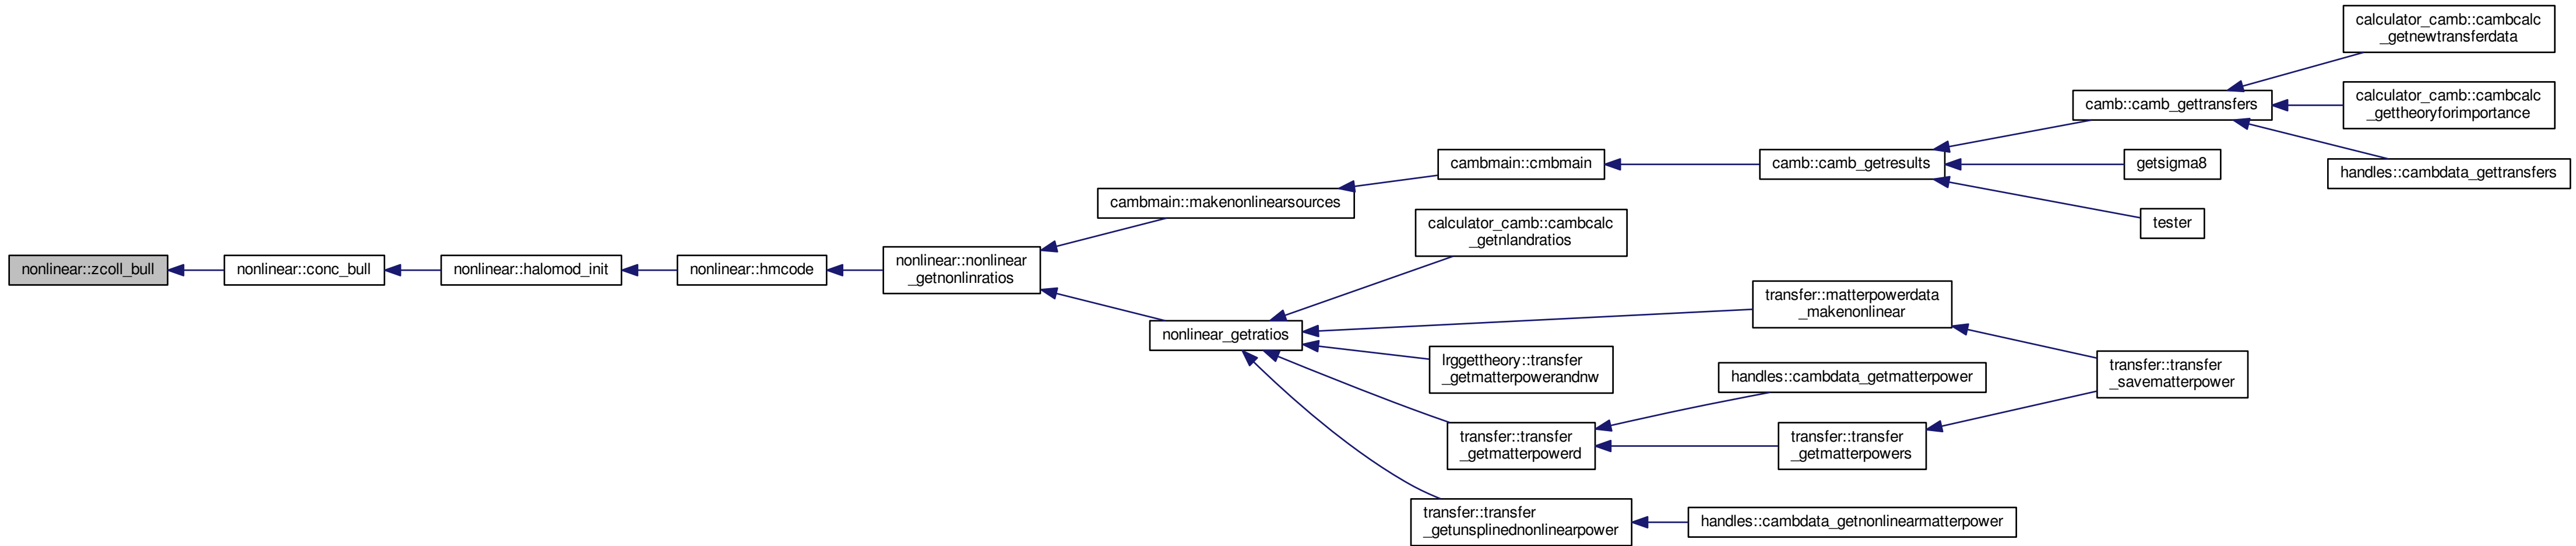 calculator_camb::cambcalc
_getnewtransferdata
calculator_camb::cambcalc
_gettheoryforimportance
camb::camb_gettransfers
cambmain::cmbmain
camb::camb_getresults
getsigma8
handles::cambdata_gettransfers
cambmain::makenonlinearsources
calculator_camb::cambcalc
_getnlandratios
tester
nonlinear::zcoll_bull
nonlinear::conc_bull
nonlinear::halomod_init
nonlinear::hmcode
nonlinear::nonlinear
_getnonlinratios
transfer::matterpowerdata
_makenonlinear
nonlinear_getratios
lrggettheory::transfer
_getmatterpowerandnw
handles::cambdata_getmatterpower
transfer::transfer
_savematterpower
transfer::transfer
_getmatterpowerd
transfer::transfer
_getmatterpowers
transfer::transfer
_getunsplinednonlinearpower
handles::cambdata_getnonlinearmatterpower